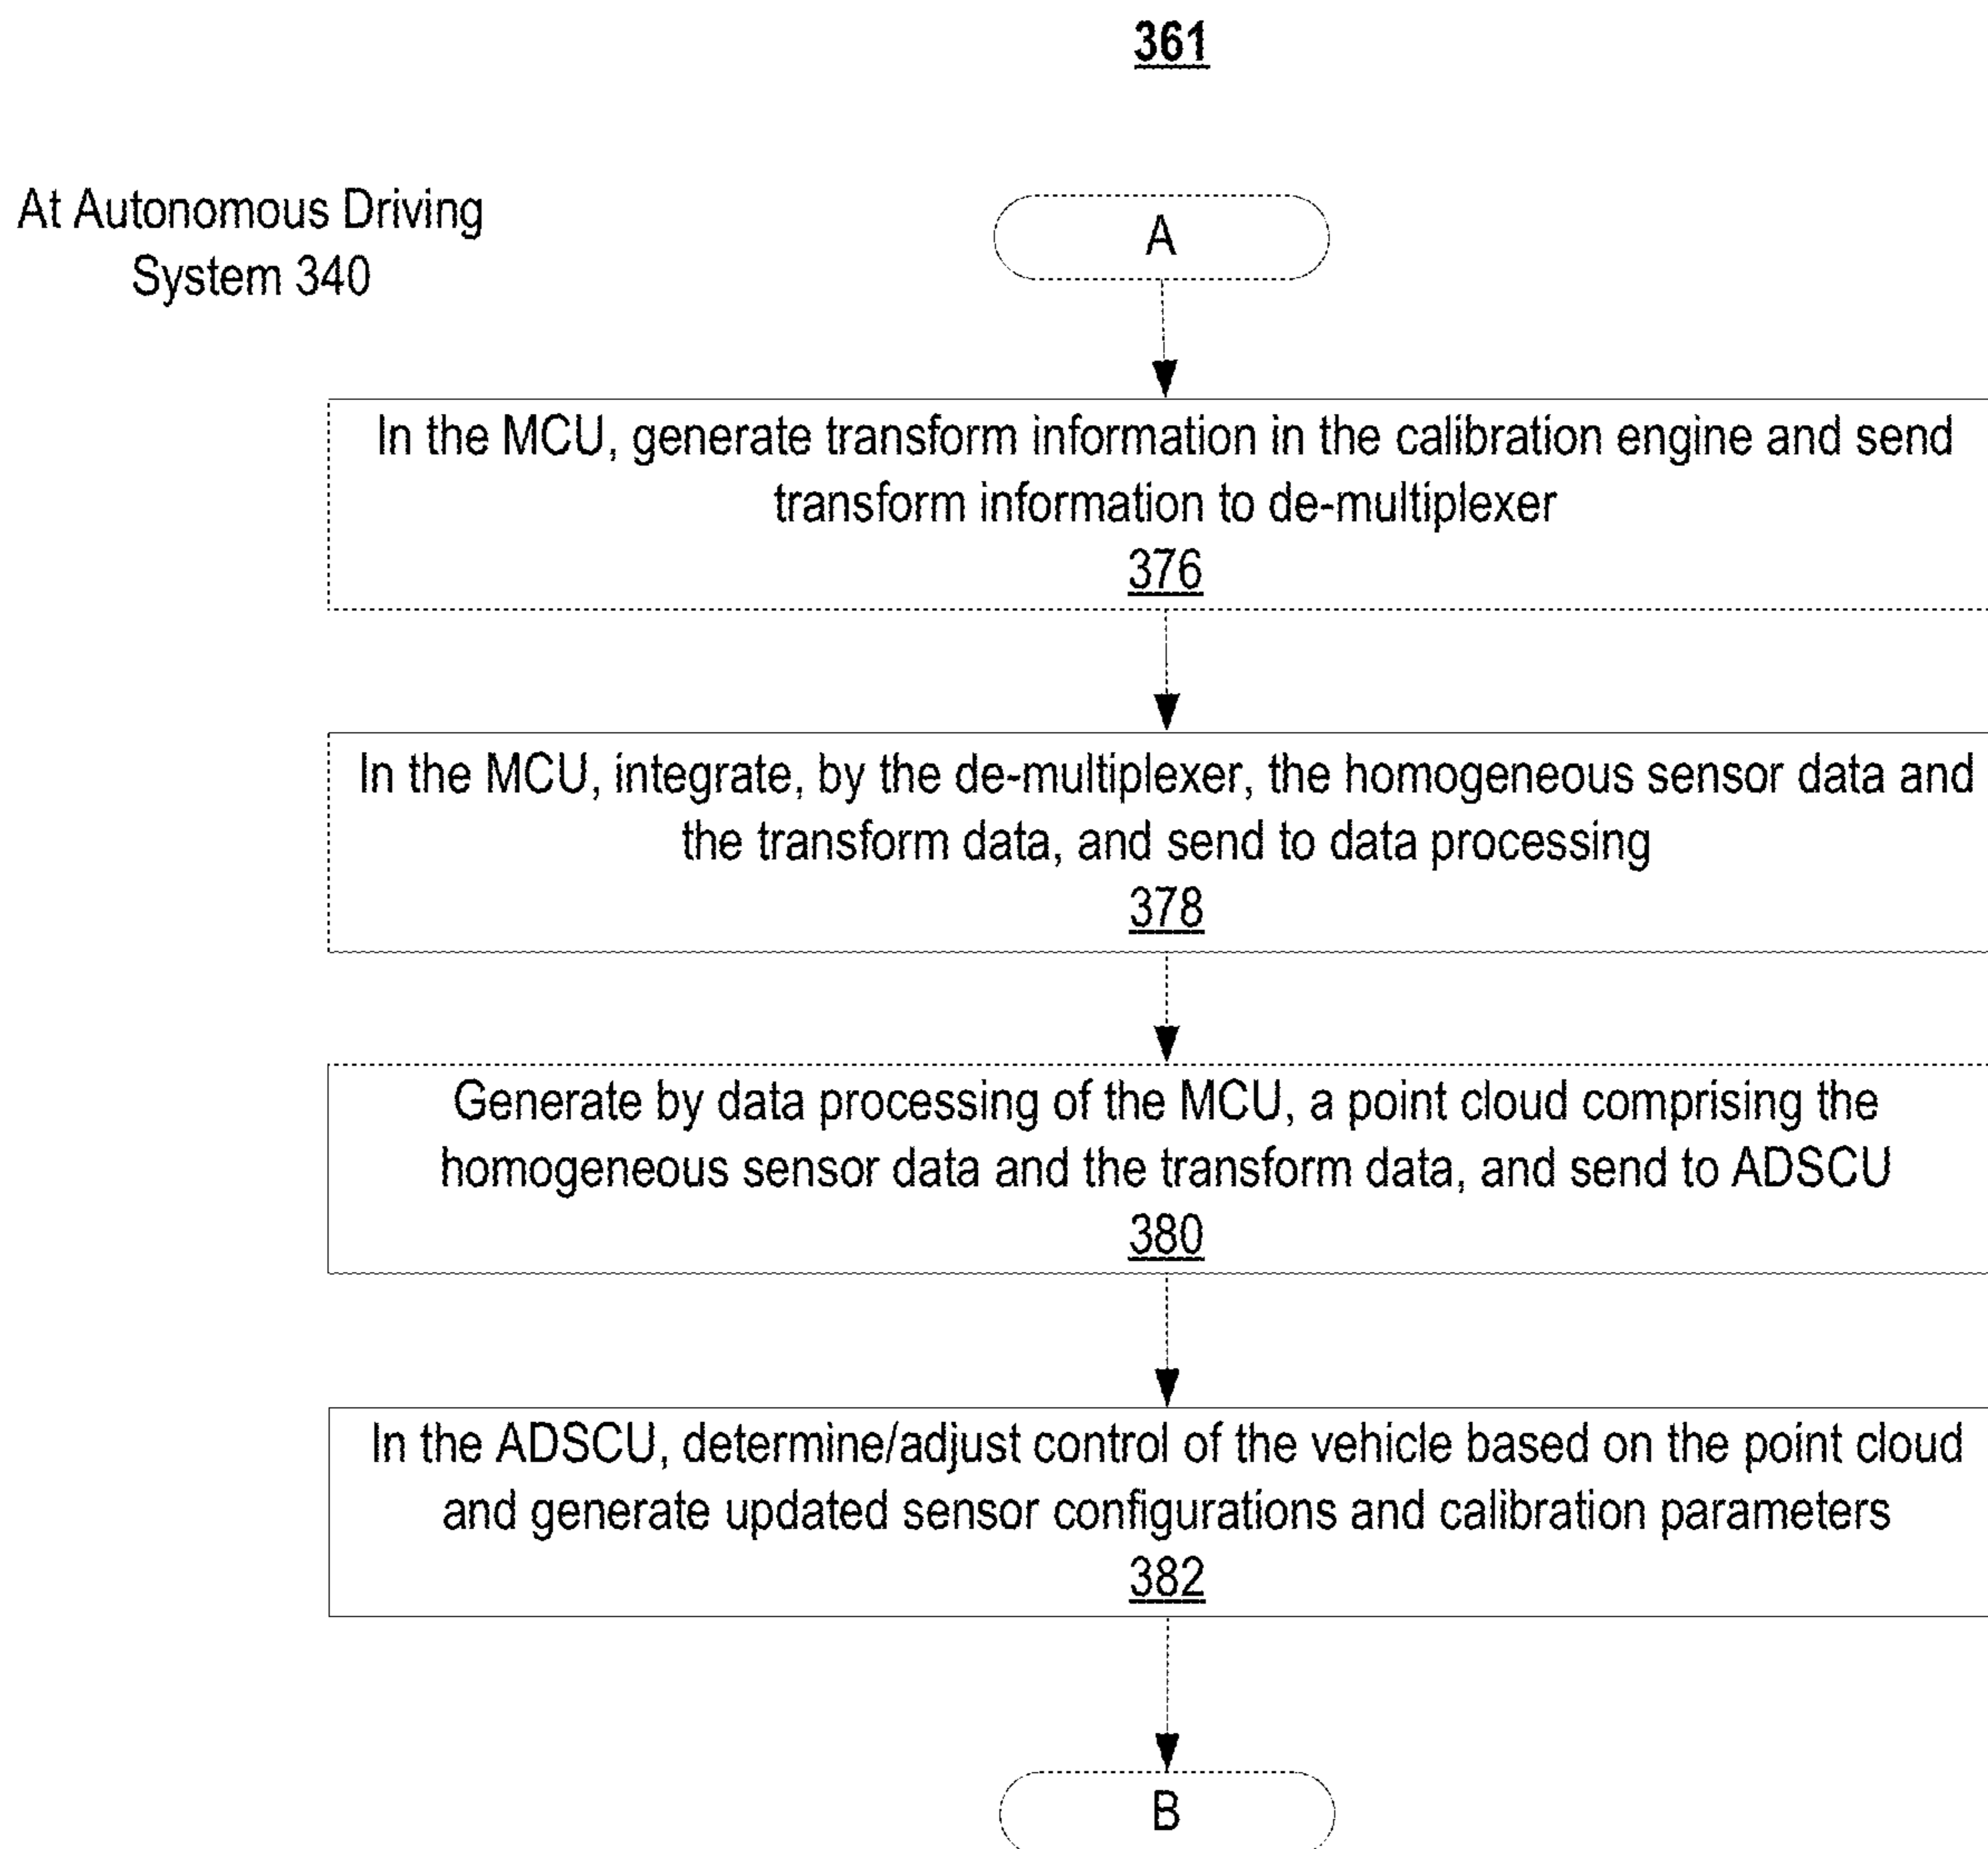 361
At Autonomous Driving
System 340
A
In the MCU, generate transform information in the calibration engine and send
transform information to de-multiplexer
376
In the MCU, integrate, by the de-multiplexer, the homogeneous sensor data and
the transform data, and send to data processing
378
Generate by data processing of the MCU, a point cloud comprising the
homogeneous sensor data and the transform data, and send to ADSCU
380
In the ADSCU, determine/adjust control of the vehicle based on the point cloud
and generate updated sensor configurations and calibration parameters
382
B